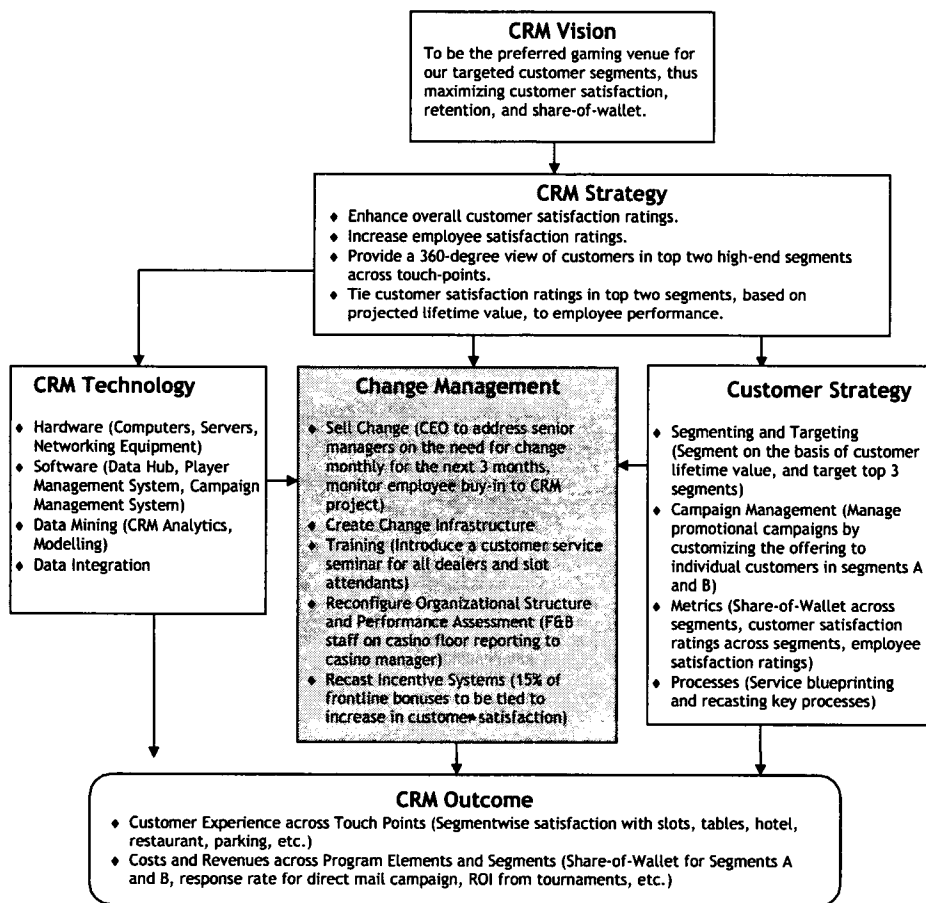 CRM Vision
To be the preferred gaming venue for
our targeted customer segments, thus
maximizing customer satisfaction,
retention, and share-of-wallet.
CRM Strategy
♦ Enhance overall customer satisfaction ratings.
♦ Increase employee satisfaction ratings.
♦ Provide a 360-degree view of customers in top two high-end segments
across touch-points.
♦ Tie customer satisfaction ratings in top two segments, based on
projected lifetime value, to employee performance.
CRM Technology
♦ Hardware (Computers, Servers,
Networking Equipment)
♦ Software (Data Hub, Player
Management System, Campaign
Management System)
♦ Data Mining (CRM Analytics,
Modelling)
♦ Data Integration
Change Management
♦ Sell Change (CEO to address senior
managers on the need for change
monthly for the next 3 months,
monitor employee buy-in to CRM
project)
♦ Create Change Infrastructure
♦ Training (Introduce a customer service
seminar for all dealers and slot
attendants)
♦ Reconfigure Organizational Structure
and Performance Assessment (F&B
staff on casino floor reporting to
casino manager)
♦ Recast Incentive Systems (15% of
frontline bonuses to be tied to
increase in customer satisfaction)
Customer Strategy
♦ Segmenting and Targeting
(Segment on the basis of customer
lifetime value, and target top 3
segments)
♦ Campaign Management (Manage
promotional campaigns by
customizing the offering to
individual customers in segments A
and B)
♦ Metrics (Share-of-Wallet across
segments, customer satisfaction
ratings across segments, employee
satisfaction ratings)
♦ Processes (Service blueprinting
and recasting key processes)
CRM Outcome
♦ Customer Experience across Touch Points (Segmentwise satisfaction with slots, tables, hotel,
restaurant, parking, etc.)
♦ Costs and Revenues across Program Elements and Segments (Share-of-Wallet for Segments A
and B, response rate for direct mail campaign, ROI from tournaments, etc.)